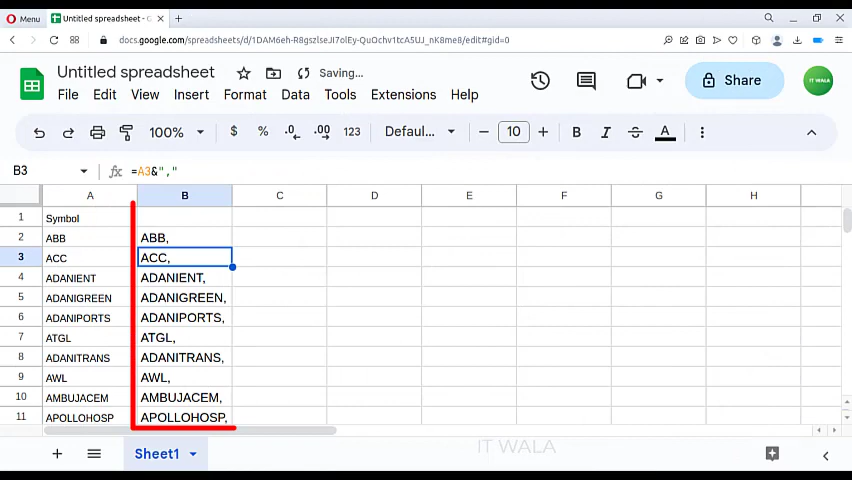 Menu
Untitled spreadsheet - G
docs.google.com/spreadsheets/d/1DAM6eh-R8gszlseJI7olEy-QuOchv1tcA5UJ_nK8me8/edit#gid=0
Untitled spreadsheet
Saving...
File Edit View Insert Format Data Tools Extensions Help
Share
IT WALA
100% $ % .0 .00 123 Defaul... 10 B I S A
B3 fx =A3&","
A B C D E F G H
1 Symbol
2 ABB ABB,
3 ACC ACC,
4 ADANIENT ADANIENT,
5 ADANIGREEN ADANIGREEN,
6 ADANIPORTS ADANIPORTS,
7 ATGL ATGL,
8 ADANITRANS ADANITRANS,
9 AWL AWL,
10 AMBUJACEM AMBUJACEM,
11 APOLLOHOSP APOLLOHOSP,
Sheet1
IT WALA